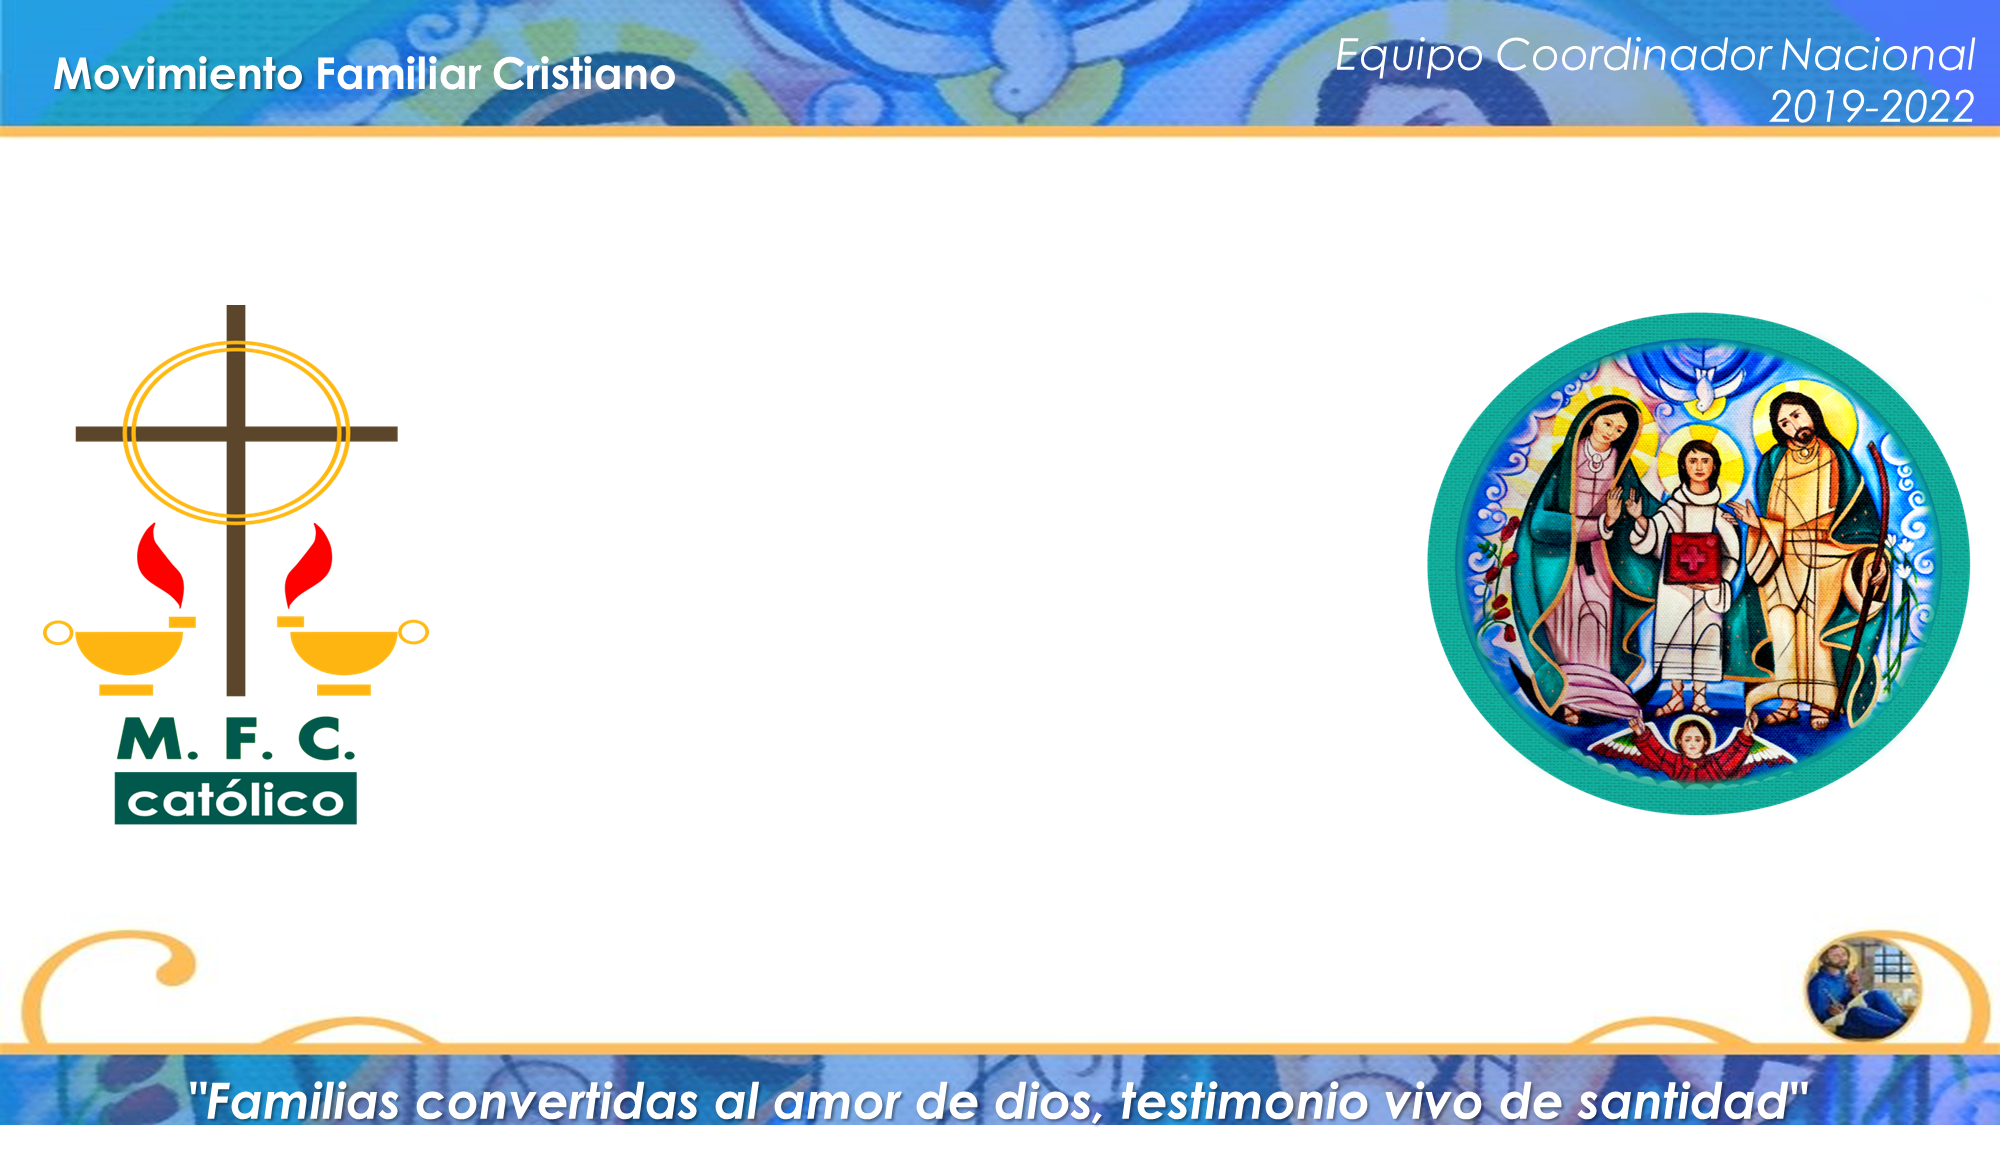 Movimiento Familiar Cristiano
Equipo Coordinador Nacional
2019-2022
M. F. C.
católico
"Familias convertidas al amor de dios, testimonio vivo de santidad"